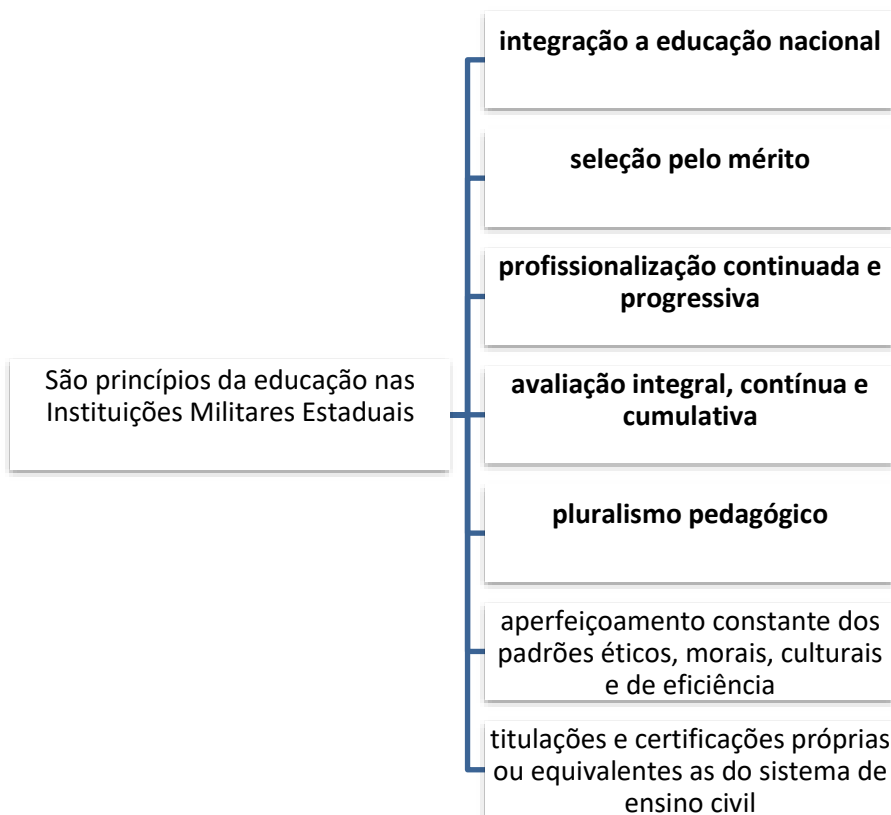 São princípios da educação nas
Instituições Militares Estaduais
integração a educação nacional
seleção pelo mérito
profissionalização continuada e
progressiva
avaliação integral, contínua e
cumulativa
pluralismo pedagógico
aperfeiçoamento constante dos
padrões éticos, morais, culturais
e de eficiência
titulações e certificações próprias
ou equivalentes as do sistema de
ensino civil